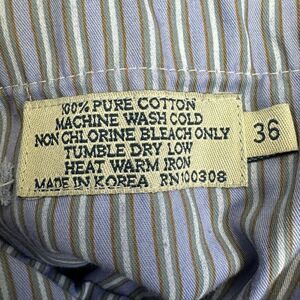 100% PURE COTTON
MACHINE WASH COLD
NON CHLORINE BLEACH ONLY
TUMBLE DRY LOW
HEAT WARM IRON
MADE IN KOREA RN100308
36